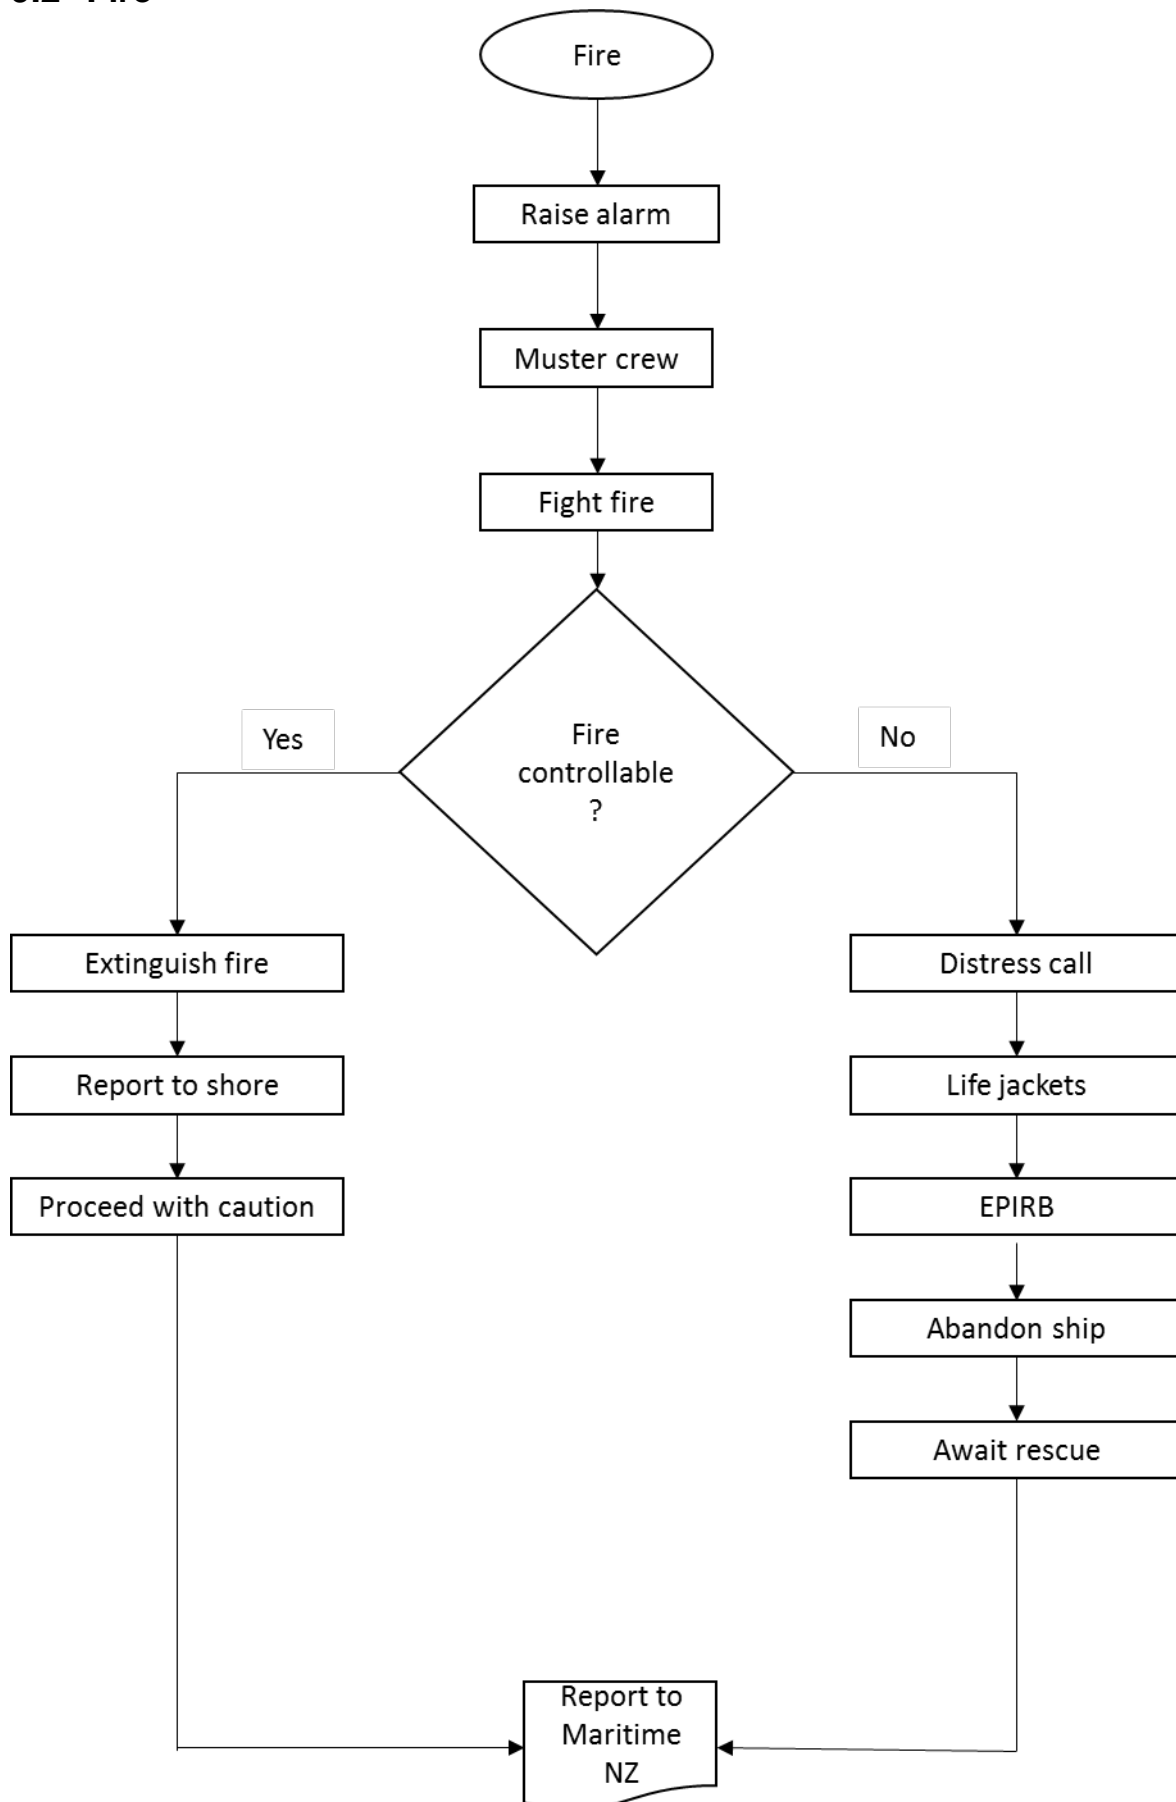 Fire
Raise alarm
Muster crew
Fight fire
Fire
controllable
?
Yes
No
Extinguish fire
Report to shore
Proceed with caution
Distress call
Life jackets
EPIRB
Abandon ship
Await rescue
Report to
Maritime
NZ